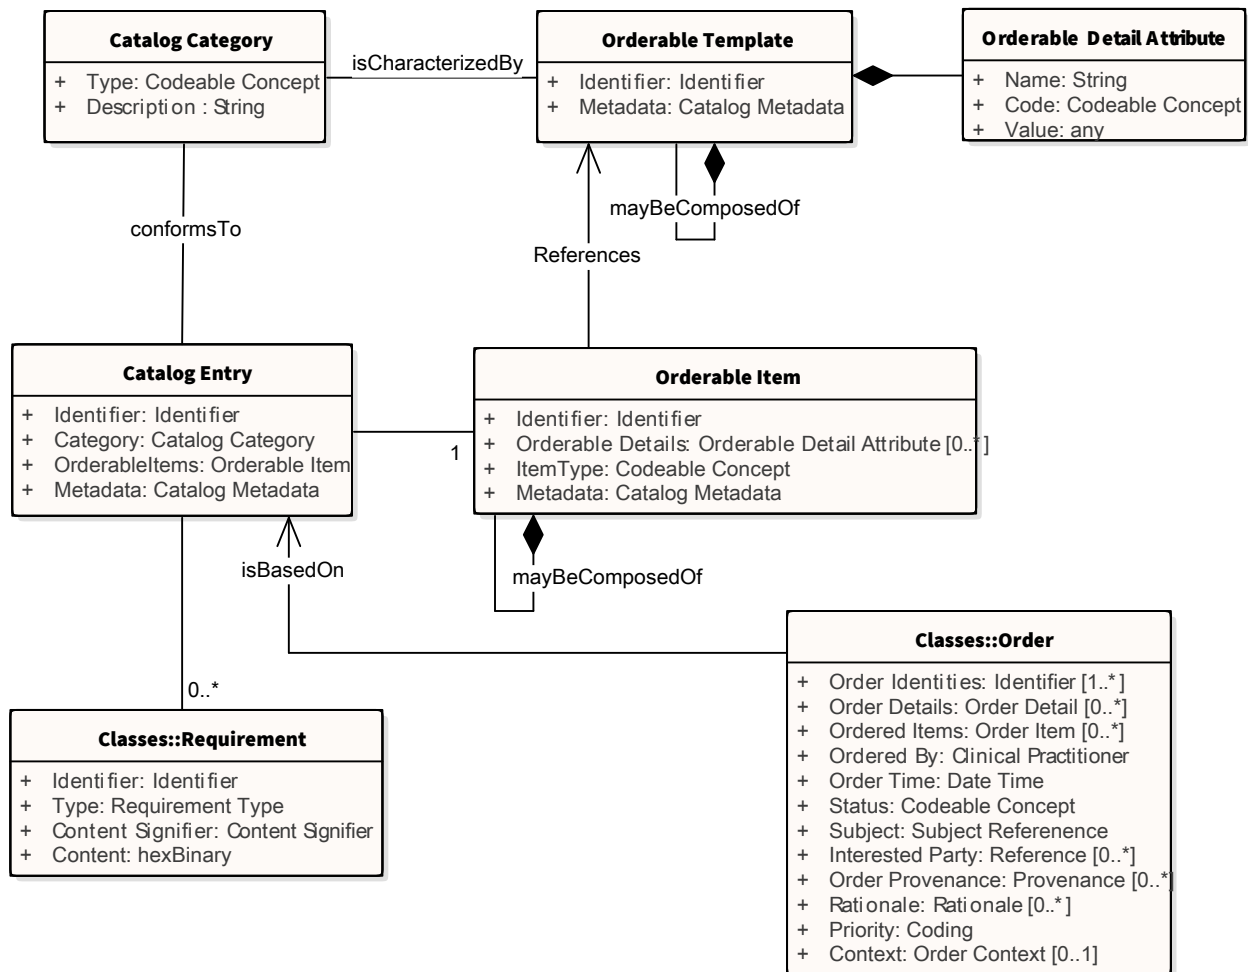 Catalog Category
+ Type: Codeable Concept
+ Description : String
isCharacterizedBy
Orderable Template
+ Identifier: Identifier
+ Metadata: Catalog Metadata
Orderable Detail Attribute
+ Name: String
+ Code: Codeable Concept
+ Value: any
mayBeComposedOf
conformsTo
References
Catalog Entry
+ Identifier: Identifier
+ Category: Catalog Category
+ OrderableItems: Orderable Item
+ Metadata: Catalog Metadata
1
Orderable Item
+ Identifier: Identifier
+ Orderable Details: Orderable Detail Attribute [0..*]
+ ItemType: Codeable Concept
+ Metadata: Catalog Metadata
isBasedOn
mayBeComposedOf
0..*
Classes::Requirement
+ Identifier: Identifier
+ Type: Requirement Type
+ Content Signifier: Content Signifier
+ Content: hexBinary
Classes::Order
+ Order Identities: Identifier [1..*]
+ Order Details: Order Detail [0..*]
+ Ordered Items: Order Item [0..*]
+ Ordered By: Clinical Practitioner
+ Order Time: Date Time
+ Status: Codeable Concept
+ Subject: Subject Referenence
+ Interested Party: Reference [0..*]
+ Order Provenance: Provenance [0..*]
+ Rationale: Rationale [0..*]
+ Priority: Coding
+ Context: Order Context [0..1]